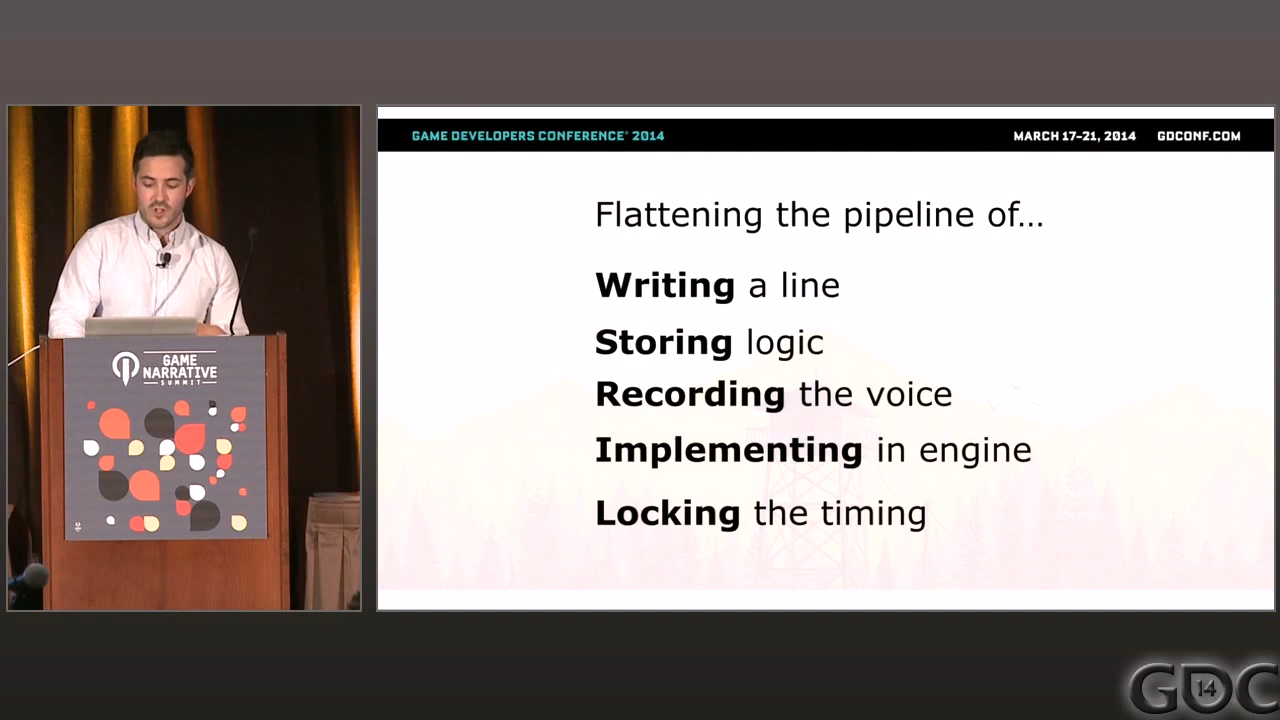 GAME DEVELOPERS CONFERENCE® 2014
MARCH 17–21, 2014 GDCONF.COM
Flattening the pipeline of…
Writing a line
Storing logic
Recording the voice
Implementing in engine
Locking the timing
GAME
NARRATIVE
SUMMIT
GDC
14